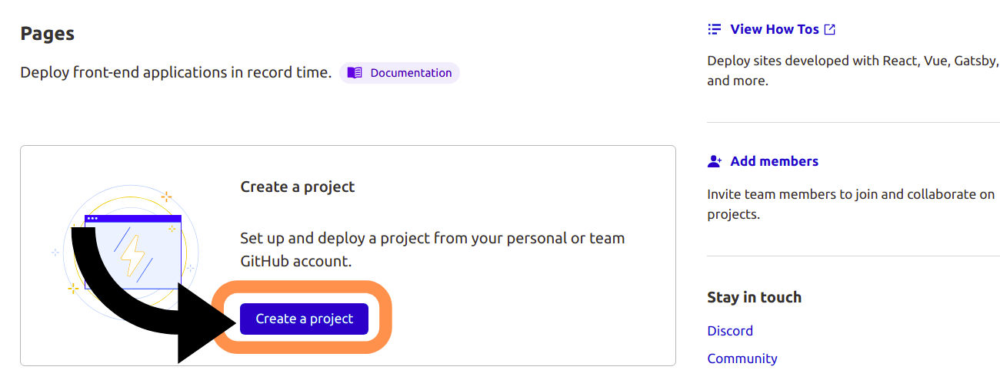 Pages
Deploy front-end applications in record time.
Documentation
Create a project
Set up and deploy a project from your personal or team
GitHub account.
Create a project
View How Tos
Deploy sites developed with React, Vue, Gatsby,
and more.
Add members
Invite team members to join and collaborate on
projects.
Stay in touch
Discord
Community